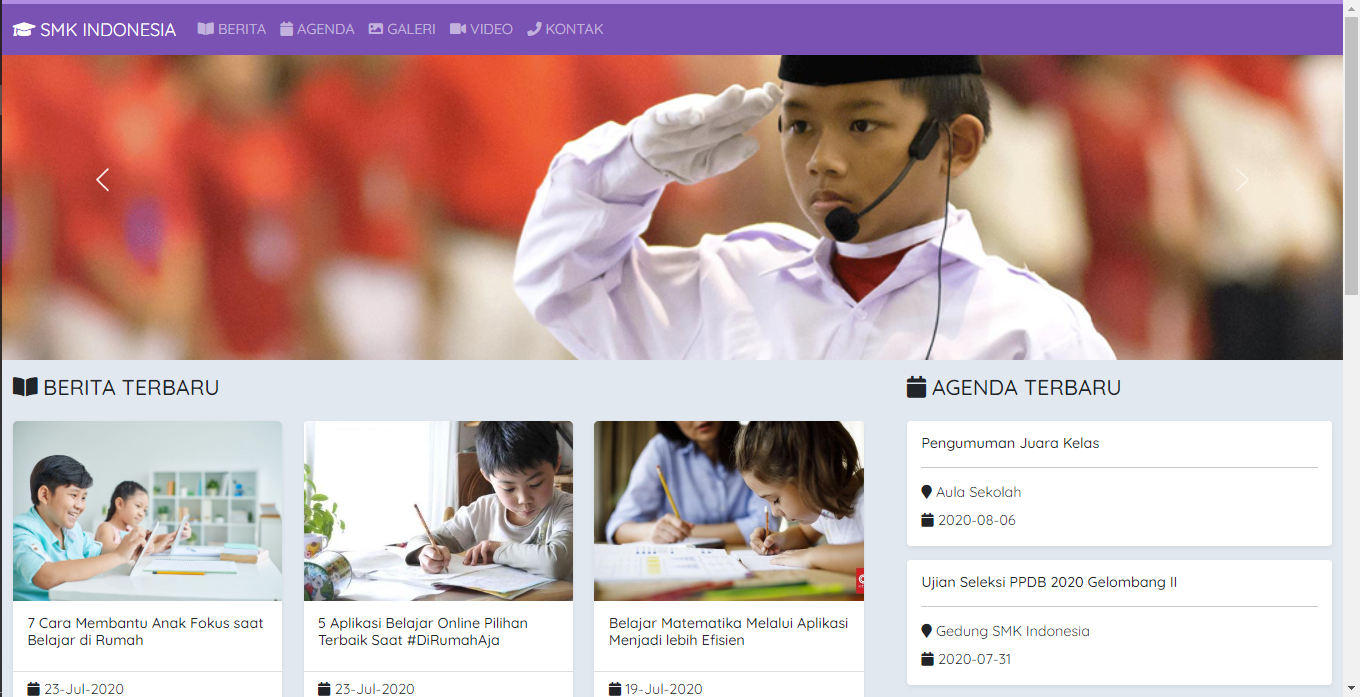 SMK INDONESIA BERITA AGENDA GALERI VIDEO KONTAK
BERITA TERBARU
7 Cara Membantu Anak Fokus saat
Belajar di Rumah
23-Jul-2020
5 Aplikasi Belajar Online Pilihan
Terbaik Saat #DiRumahAja
23-Jul-2020
Belajar Matematika Melalui Aplikasi
Menjadi lebih Efisien
19-Jul-2020
AGENDA TERBARU
Pengumuman Juara Kelas
Aula Sekolah
2020-08-06
Ujian Seleksi PPDB 2020 Gelombang II
Gedung SMK Indonesia
2020-07-31